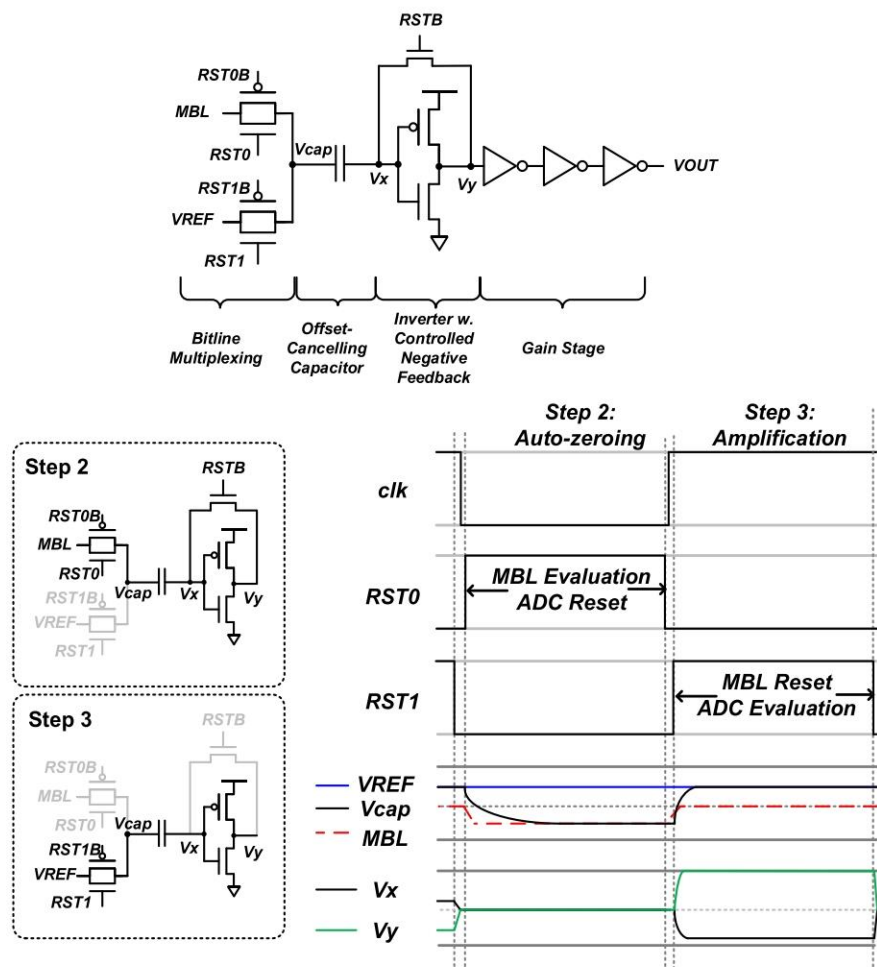 RSTB
RST0B
MBL
RST0
Vcap
RST1B
VREF
RST1
Vx
Vy
VOUT
Bitline
Multiplexing
Offset-
Cancelling
Capacitor
Inverter w.
Controlled
Negative
Feedback
Gain Stage
Step 2
RSTB
RST0B
MBL
RST0
Vcap
Vx
Vy
RST1B
VREF
RST1
Step 3
RSTB
RST0B
MBL
RST0
Vcap
Vx
Vy
RST1B
VREF
RST1
Step 2:
Auto-zeroing
Step 3:
Amplification
clk
RST0
MBL Evaluation
ADC Reset
RST1
MBL Reset
ADC Evaluation
VREF
Vcap
MBL
Vx
Vy